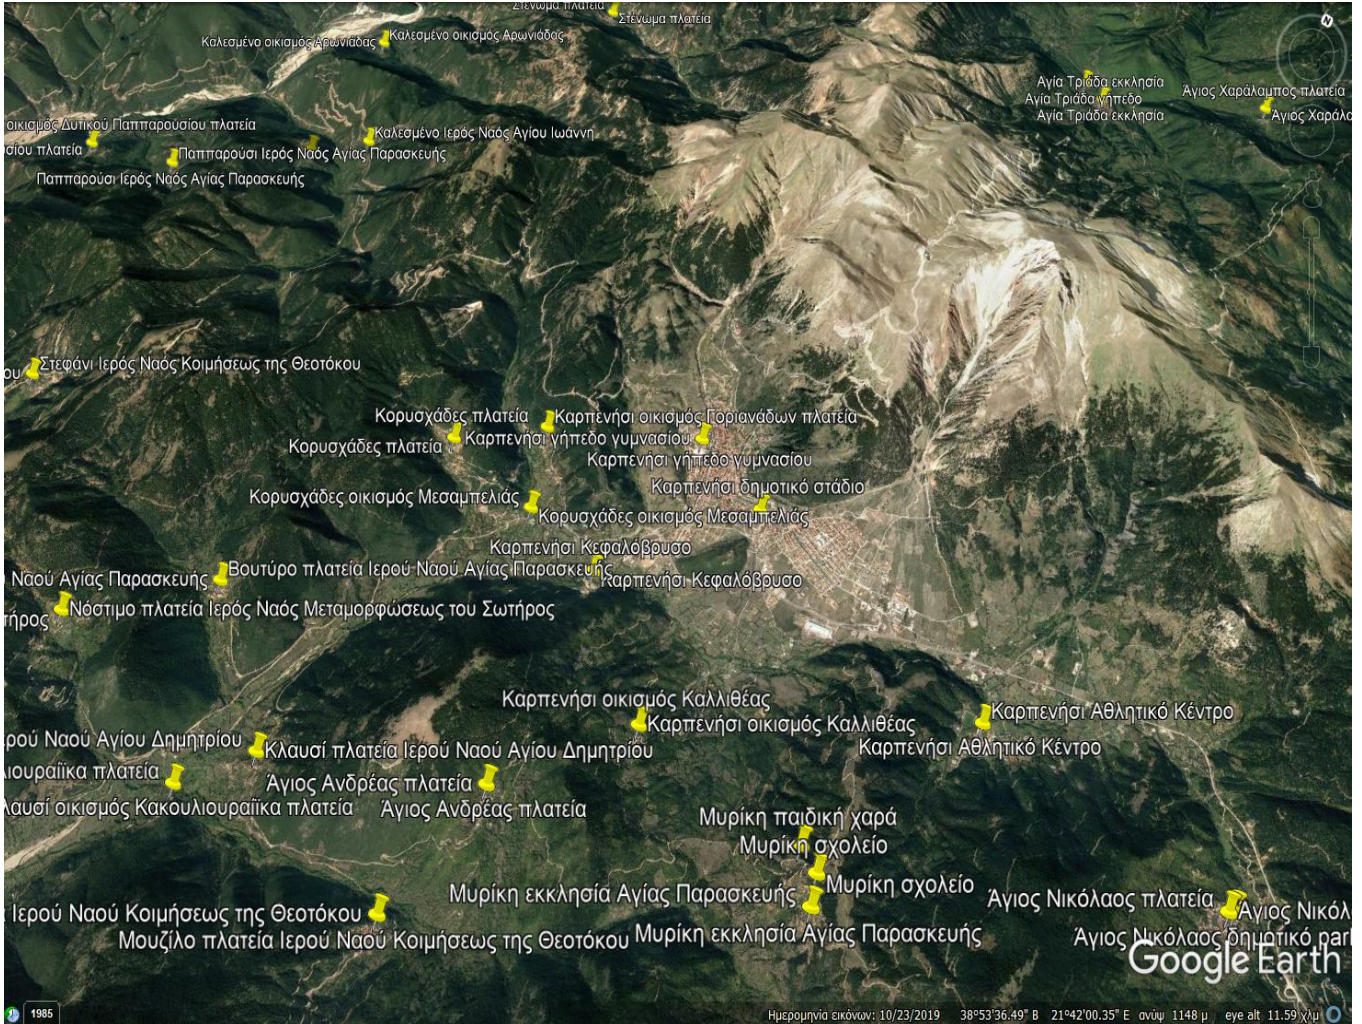 Στένωμα πλατεία
Στένωμα πλατεία
Καλεσμένο οικισμός Αρωνιάδας
Καλεσμένο οικισμός Αρωνιάδας
Αγία Τριάδα εκκλησία
Αγία Τριάδα γήπεδο
Αγία Τριάδα εκκλησία
Άγιος Χαράλαμπος πλατεία
Άγιος Χαράλα
οικισμός Δυτικού Παππαρουσίου πλατεία
σίου πλατεία
Καλεσμένο Ιερός Ναός Αγίου Ιωάννη
Παππαρούσι Ιερός Ναός Αγίας Παρασκευής
Παππαρούσι Ιερός Ναός Αγίας Παρασκευής
Στεφάνι Ιερός Ναός Κοιμήσεως της Θεοτόκου
ου
Κορυσχάδες πλατεία
Καρπενήσι οικισμός Γοριανάδων πλατεία
Κορυσχάδες πλατεία
Καρπενήσι γήπεδο γυμνασίου
Καρπενήσι γήπεδο γυμνασίου
Καρπενήσι δημοτικό στάδιο
Κορυσχάδες οικισμός Μεσαμπελιάς
Κορυσχάδες οικισμός Μεσαμπελιάς
Καρπενήσι Κεφαλόβρυσο
Καρπενήσι Κεφαλόβρυσο
Ναού Αγίας Παρασκευής
Βουτύρο πλατεία Ιερού Ναού Αγίας Παρασκευής
Νόστιμο πλατεία Ιερός Ναός Μεταμορφώσεως του Σωτήρος
τήρος
Καρπενήσι οικισμός Καλλιθέας
Καρπενήσι οικισμός Καλλιθέας
Καρπενήσι Αθλητικό Κέντρο
Καρπενήσι Αθλητικό Κέντρο
ρού Ναού Αγίου Δημητρίου
Κλαυσί πλατεία Ιερού Ναού Αγίου Δημητρίου
λιουραίϊκα πλατεία
Άγιος Ανδρέας πλατεία
λαυσί οικισμός Κακουλιουραίϊκα πλατεία
Άγιος Ανδρέας πλατεία
Μυρίκη παιδική χαρά
Μυρίκη σχολείο
Μυρίκη σχολείο
Μυρίκη εκκλησία Αγίας Παρασκευής
Άγιος Νικόλαος πλατεία
Άγιος Νικόλ
Ιερού Ναού Κοιμήσεως της Θεοτόκου
Μουζίλο πλατεία Ιερού Ναού Κοιμήσεως της Θεοτόκου
Μυρίκη εκκλησία Αγίας Παρασκευής
Άγιος Νικόλαος δημοτικό park
Google Earth
1985
Ημερομηνία εικόνων: 10/23/2019 38°53'36.49" Β 21°42'00.35" Ε ανύψ 1148 μ eye alt 11.59 χλμ